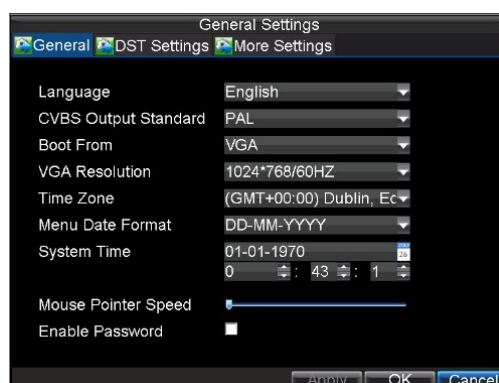 General Settings
General DST Settings More Settings
Language English
CVBS Output Standard PAL
Boot From VGA
VGA Resolution 1024*768/60HZ
Time Zone (GMT+00:00) Dublin, Ec
Menu Date Format DD-MM-YYYY
System Time 01-01-1970
0 : 43 : 1
Mouse Pointer Speed
Enable Password
Apply OK Cancel